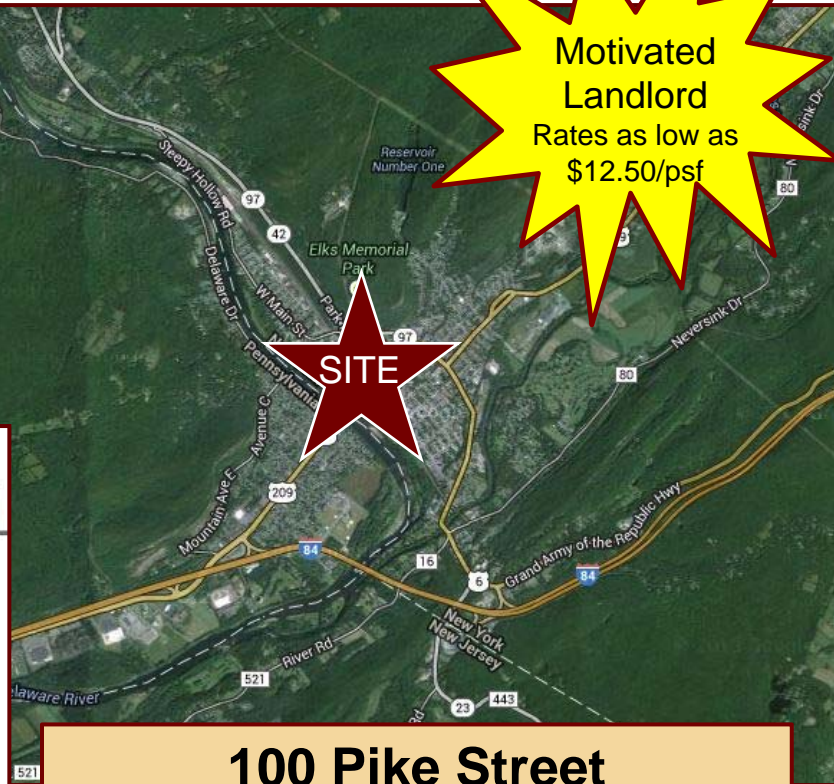 Motivated
Landlord
Rates as low as
$12.50/psf
Sleepy Hollow Rd
Reservoir
Number One
97
42
80
Elks Memorial
Park
Delaware Dr
W Main St
Park
97
Neversink Dr
SITE
Pennsylvania
80
Avenue C
209
Mountain Ave E
Grand Army of the Republic Hwy
84
16
6
84
New York
New Jersey
River Rd
521
23
443
521
100 Pike Street